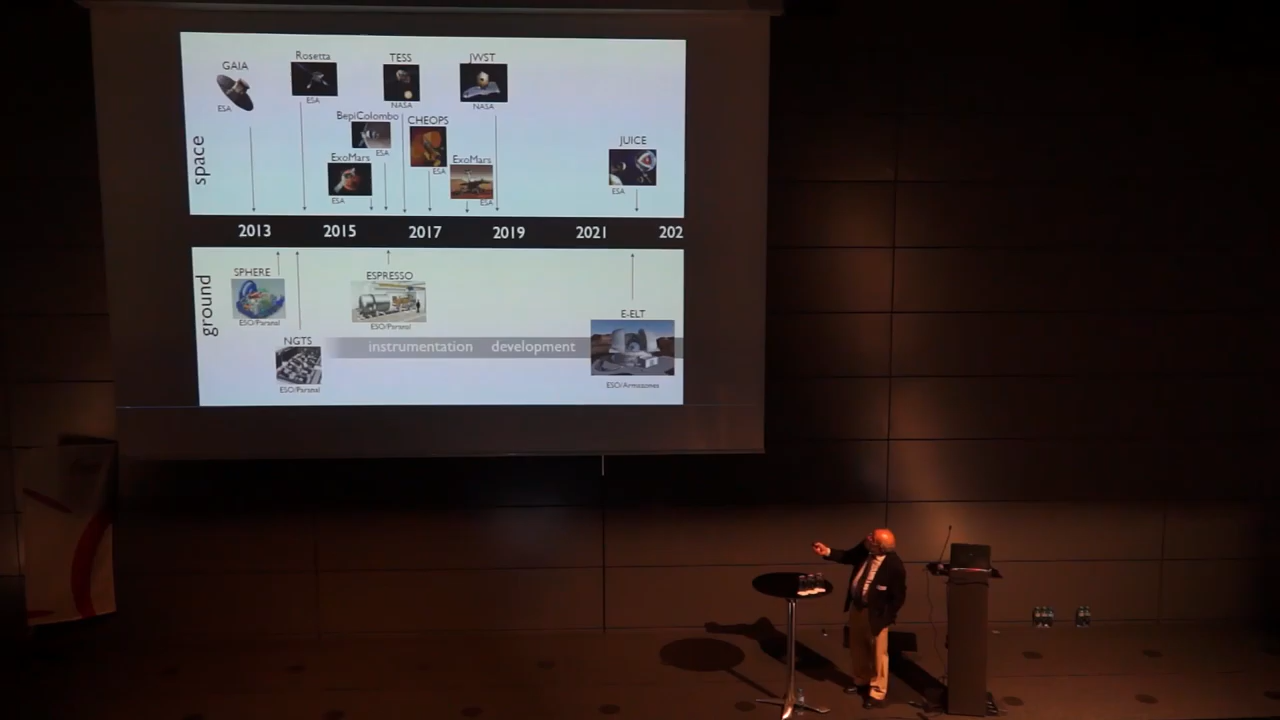 GAIA
ESA
Rosetta
ESA
TESS
NASA
JWST
NASA
BepiColombo
ESA
CHEOPS
ESA
ExoMars
ESA
ExoMars
ESA
JUICE
ESA
space
2013 2015 2017 2019 2021 202
ground
SPHERE
ESO/Paranal
ESPRESSO
ESO/Paranal
E-ELT
ESO/Armazones
NGTS
ESO/Paranal
instrumentation development